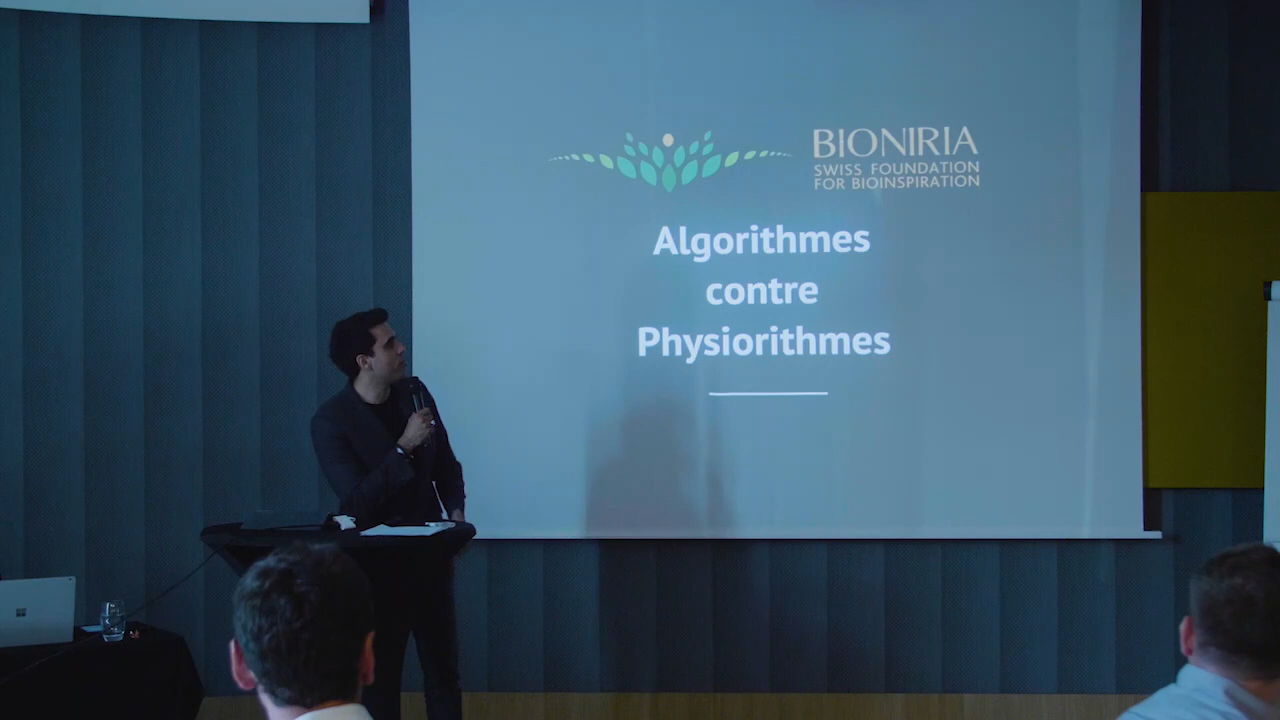 BIONIRIA
SWISS FOUNDATION
FOR BIOINSPIRATION
Algorithmes
contre
Physiorithmes